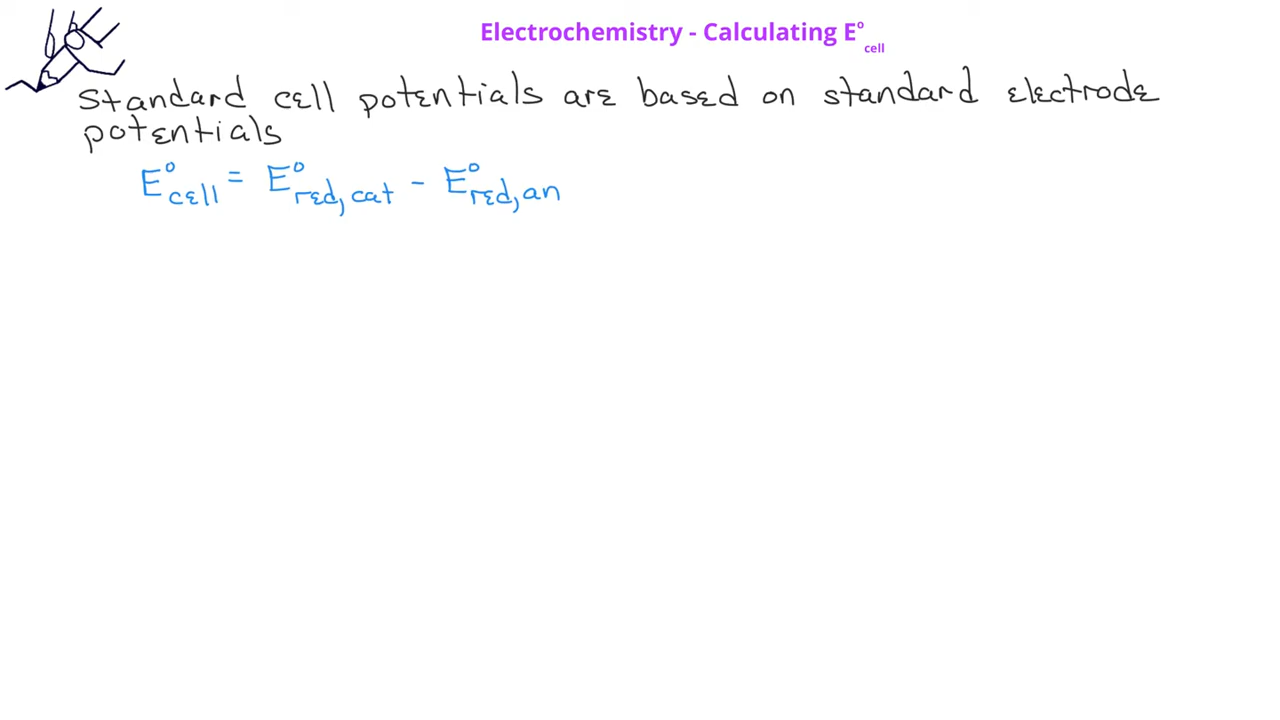 Electrochemistry - Calculating E°cell
Standard cell potentials are based on standard electrode
potentials
E°cell = E°red,cat - E°red,an